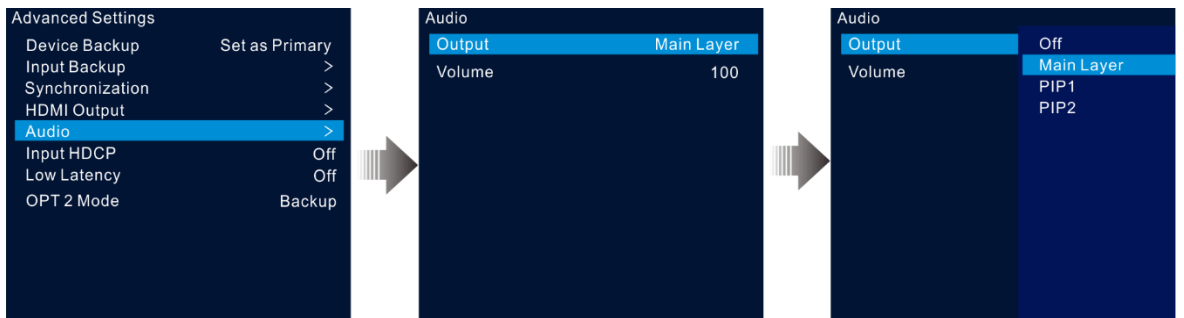 Advanced Settings
Device Backup Set as Primary
Input Backup >
Synchronization >
HDMI Output >
Audio >
Input HDCP Off
Low Latency Off
OPT 2 Mode Backup
Audio
Output Main Layer
Volume 100
Audio
Output Off
Main Layer
Volume
PIP1
PIP2